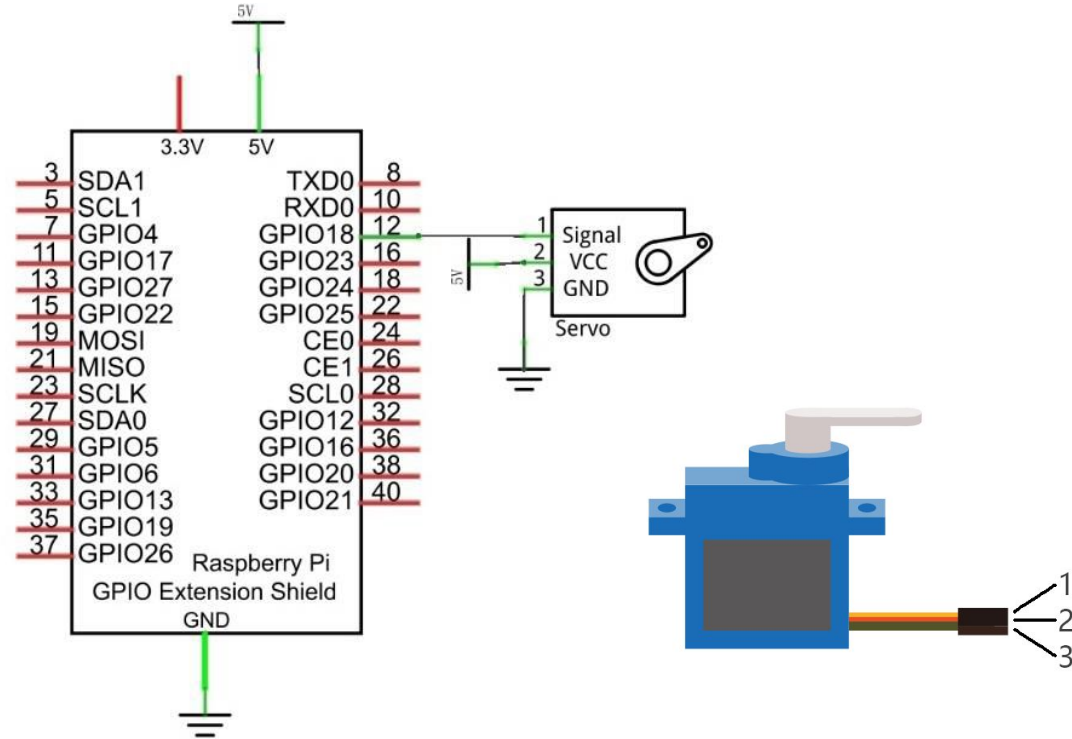 5V
3.3V 5V
3 SDA1 TXD0 8
5 SCL1 RXD0 10
7 GPIO4 GPIO18 12
11 GPIO17 GPIO23 16
13 GPIO27 GPIO24 18
15 GPIO22 GPIO25 22
19 MOSI CE0 24
21 MISO CE1 26
23 SCLK SCL0 28
27 SDA0 GPIO12 32
29 GPIO5 GPIO16 36
31 GPIO6 GPIO20 38
33 GPIO13 GPIO21 40
35 GPIO19
37 GPIO26
Raspberry Pi
GPIO Extension Shield
GND
1 Signal
5V
2 VCC
3 GND
Servo
1
2
3